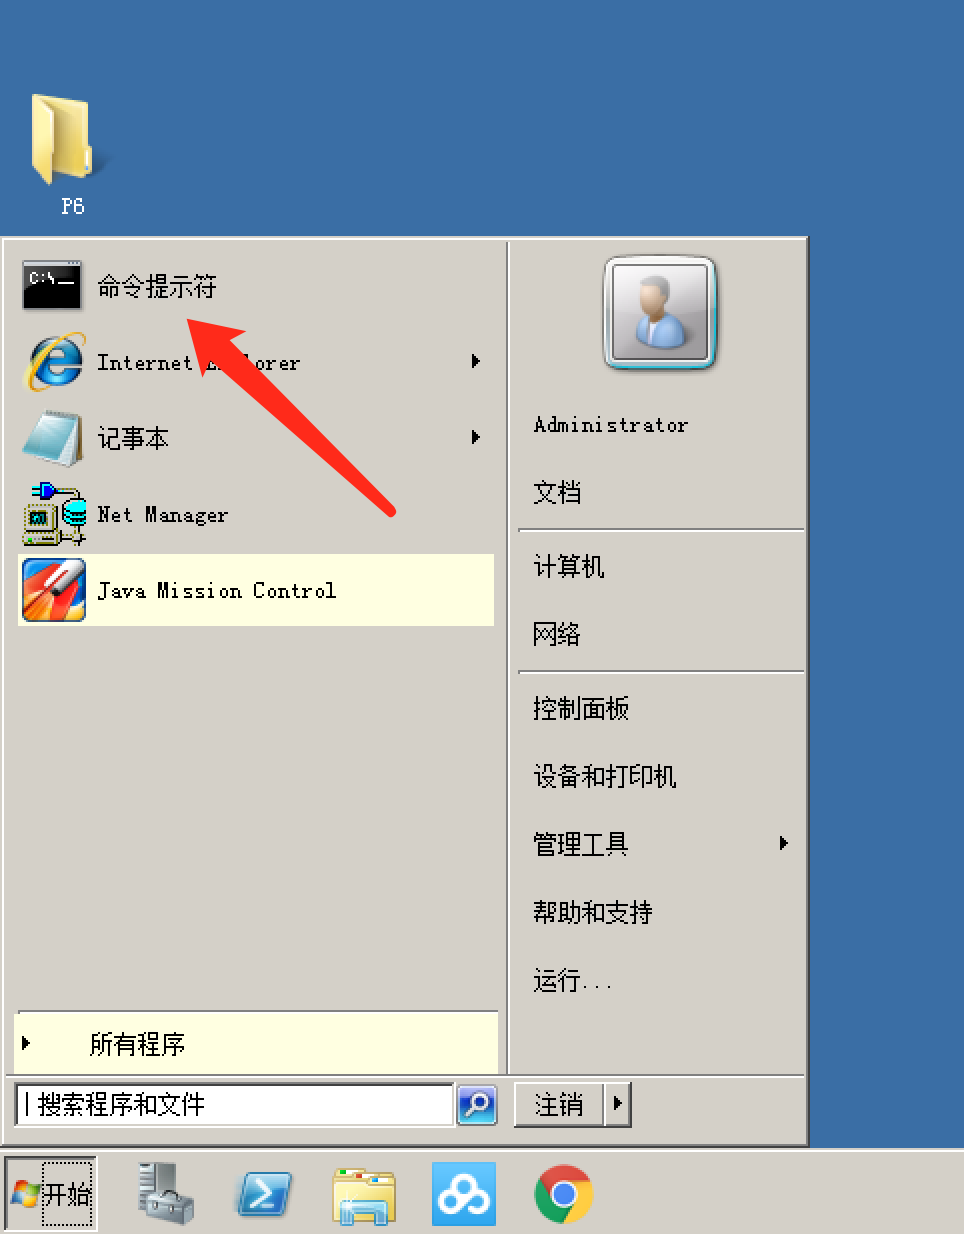 P6
C:\_
命令提示符
Internet Explorer
记事本
Net Manager
Java Mission Control
所有程序
搜索程序和文件
Administrator
文档
计算机
网络
控制面板
设备和打印机
管理工具
帮助和支持
运行...
注销
开始